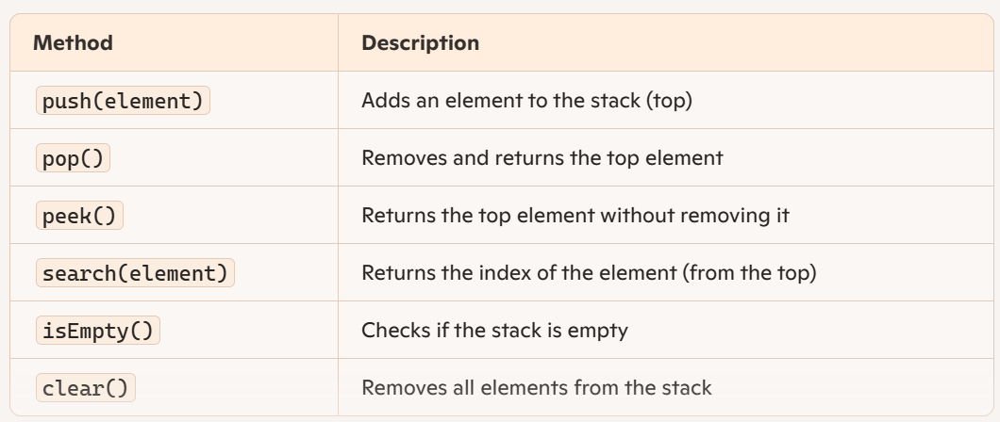 Method Description
push(element) Adds an element to the stack (top)
pop() Removes and returns the top element
peek() Returns the top element without removing it
search(element) Returns the index of the element (from the top)
isEmpty() Checks if the stack is empty
clear() Removes all elements from the stack